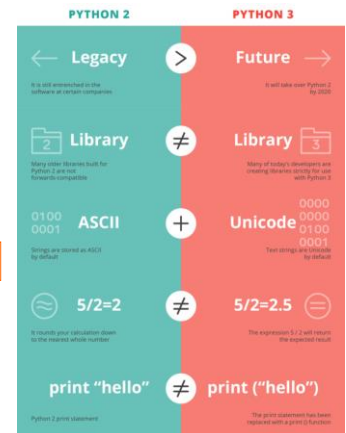 PYTHON 2 PYTHON 3
Legacy > Future
It is still entrenched in the
software at certain companies
It will take over Python 2
by 2020
2 Library ≠ Library 3
Many older libraries built for
Python 2 are not
forwards compatible
Many of today's developers are
creating libraries strictly for use
with Python 3
0100
0001
ASCII + Unicode
0000
0000
0100
0001
Strings are stored as ASCII
by default
Text strings are Unicode
by default
5/2=2 ≠ 5/2=2.5
It rounds your calculation down
to the nearest whole number
The expression 5 / 2 will return
the expected result
print "hello" ≠ print ("hello")
Python 2 print statement
The print statement has been
replaced with a print () function